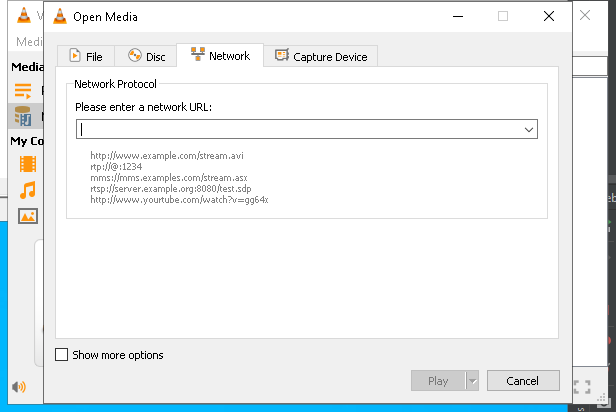 Open Media
V
Medi
File
Disc
Network
Capture Device
Media
Network Protocol
Please enter a network URL:
My Co
http://www.example.com/stream.avi
rtp://@:1234
mms://mms.examples.com/stream.asx
rtsp://server.example.org:8080/test.sdp
http://www.yourtube.com/watch?v=gg64x
Show more options
Play
Cancel